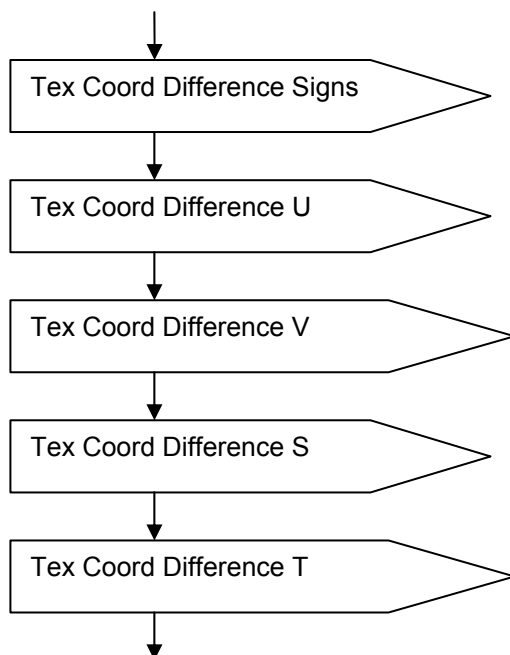 Tex Coord Difference Signs
Tex Coord Difference U
Tex Coord Difference V
Tex Coord Difference S
Tex Coord Difference T